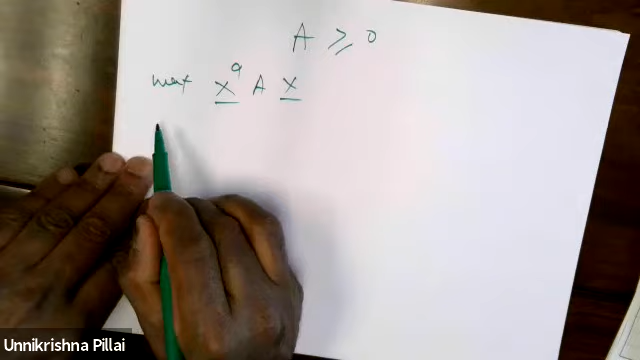 A ≥ 0
max x^* A x
Unnikrishna Pillai